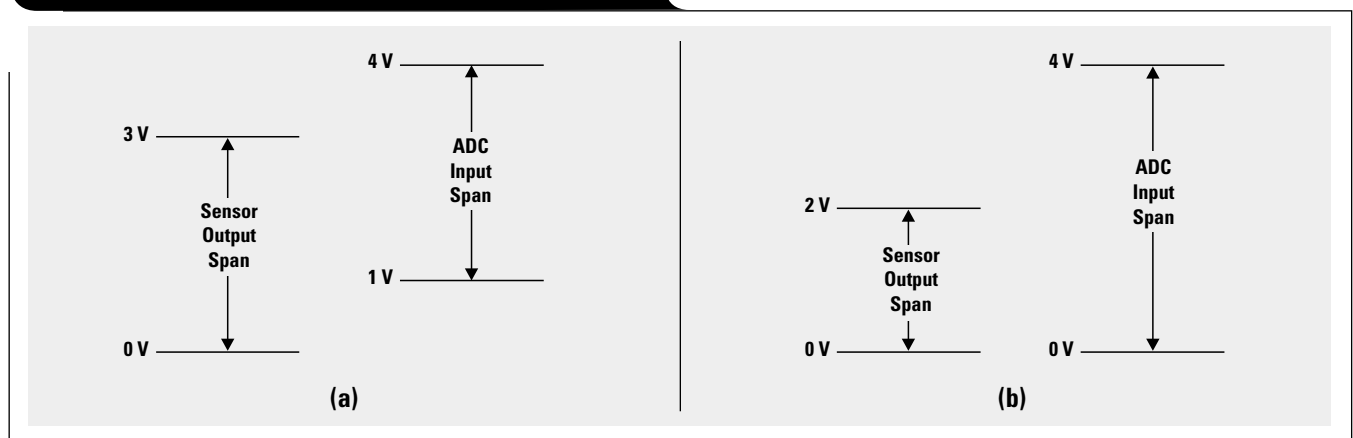 3 V
Sensor
Output
Span
0 V
4 V
ADC
Input
Span
1 V
(a)
2 V
Sensor
Output
Span
0 V
4 V
ADC
Input
Span
0 V
(b)